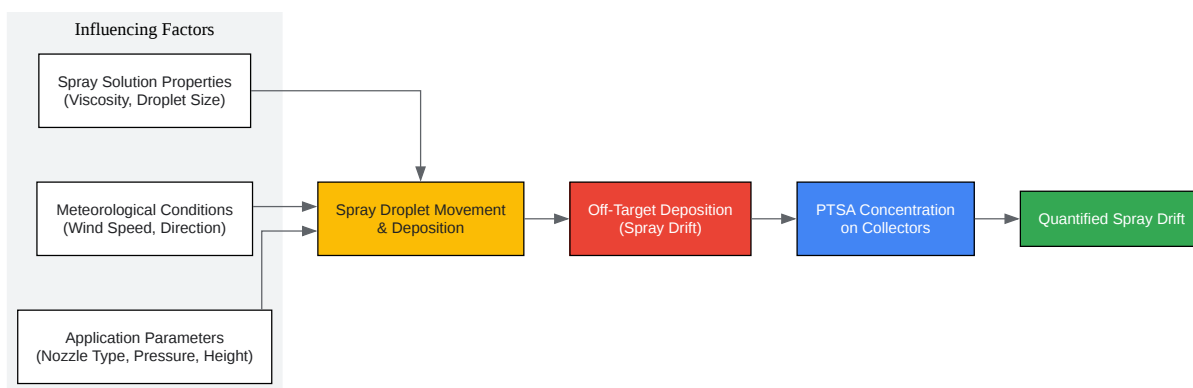 Influencing Factors
Spray Solution Properties
(Viscosity, Droplet Size)
Meteorological Conditions
(Wind Speed, Direction)
Application Parameters
(Nozzle Type, Pressure, Height)
Spray Droplet Movement
& Deposition
Off-Target Deposition
(Spray Drift)
PTSA Concentration
on Collectors
Quantified Spray Drift